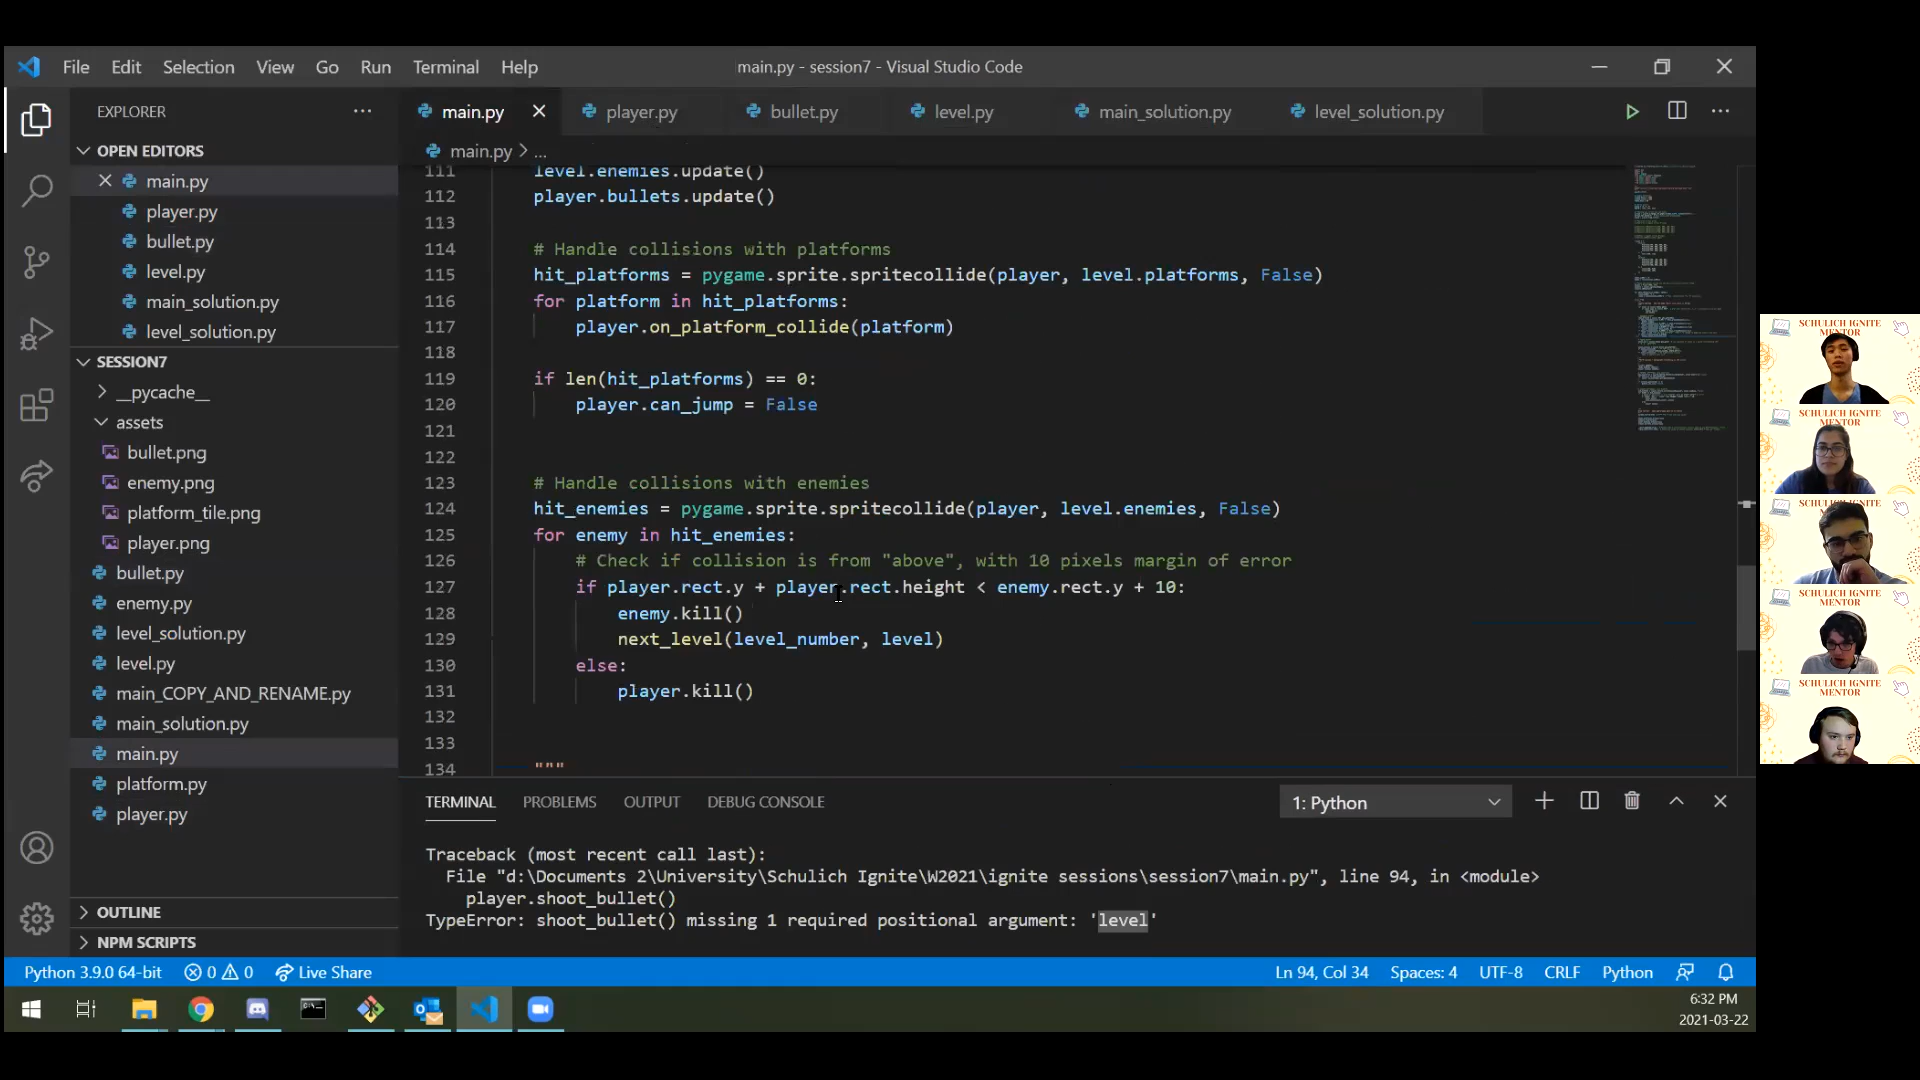 File Edit Selection View Go Run Terminal Help
main.py - session7 - Visual Studio Code
EXPLORER
main.py
player.py
bullet.py
level.py
main_solution.py
level_solution.py
OPEN EDITORS
main.py
player.py
bullet.py
level.py
main_solution.py
level_solution.py
SESSION7
__pycache__
assets
bullet.png
enemy.png
platform_tile.png
player.png
bullet.py
enemy.py
level_solution.py
level.py
main_COPY_AND_RENAME.py
main_solution.py
main.py
platform.py
player.py
OUTLINE
NPM SCRIPTS
main.py > ...
111 level.enemies.update()
112 player.bullets.update()
113
114 # Handle collisions with platforms
115 hit_platforms = pygame.sprite.spritecollide(player, level.platforms, False)
116 for platform in hit_platforms:
117 player.on_platform_collide(platform)
118
119 if len(hit_platforms) == 0:
120 player.can_jump = False
121
122
123 # Handle collisions with enemies
124 hit_enemies = pygame.sprite.spritecollide(player, level.enemies, False)
125 for enemy in hit_enemies:
126 # Check if collision is from "above", with 10 pixels margin of error
127 if player.rect.y + player.rect.height < enemy.rect.y + 10:
128 enemy.kill()
129 next_level(level_number, level)
130 else:
131 player.kill()
132
133
134 """
TERMINAL PROBLEMS OUTPUT DEBUG CONSOLE
1: Python
Traceback (most recent call last):
File "d:\Documents 2\University\Schulich Ignite\W2021\ignite sessions\session7\main.py", line 94, in <module>
player.shoot_bullet()
TypeError: shoot_bullet() missing 1 required positional argument: 'level'
Python 3.9.0 64-bit 0 0 Live Share
Ln 94, Col 34 Spaces: 4 UTF-8 CRLF Python
6:32 PM
2021-03-22
SCHULICH IGNITE
MENTOR
SCHULICH IGNITE
MENTOR
SCHULICH IGNITE
SCHULICH IGNITE
MENTOR
SCHULICH IGNITE
MENTOR